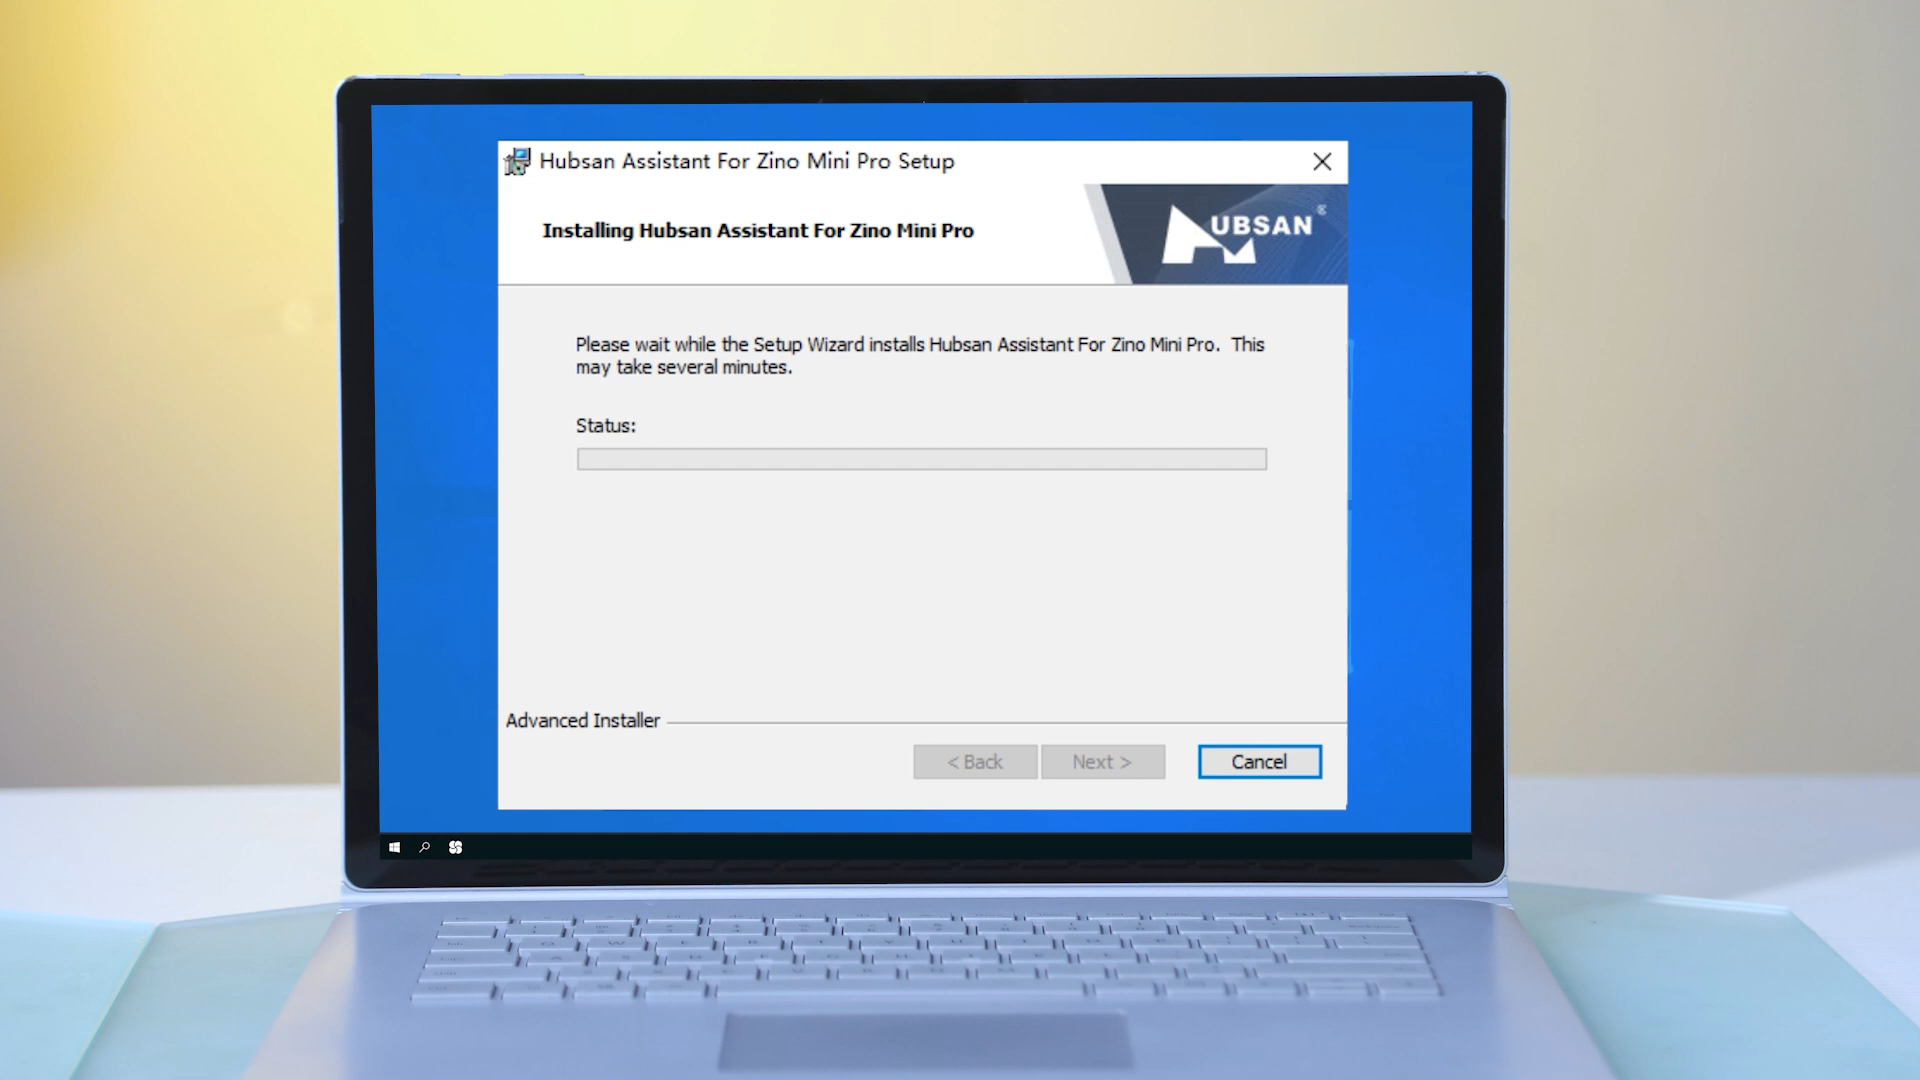 Hubsan Assistant For Zino Mini Pro Setup
Installing Hubsan Assistant For Zino Mini Pro
UBSAN®
Please wait while the Setup Wizard installs Hubsan Assistant For Zino Mini Pro. This
may take several minutes.
Status:
Advanced Installer
< Back
Next >
Cancel